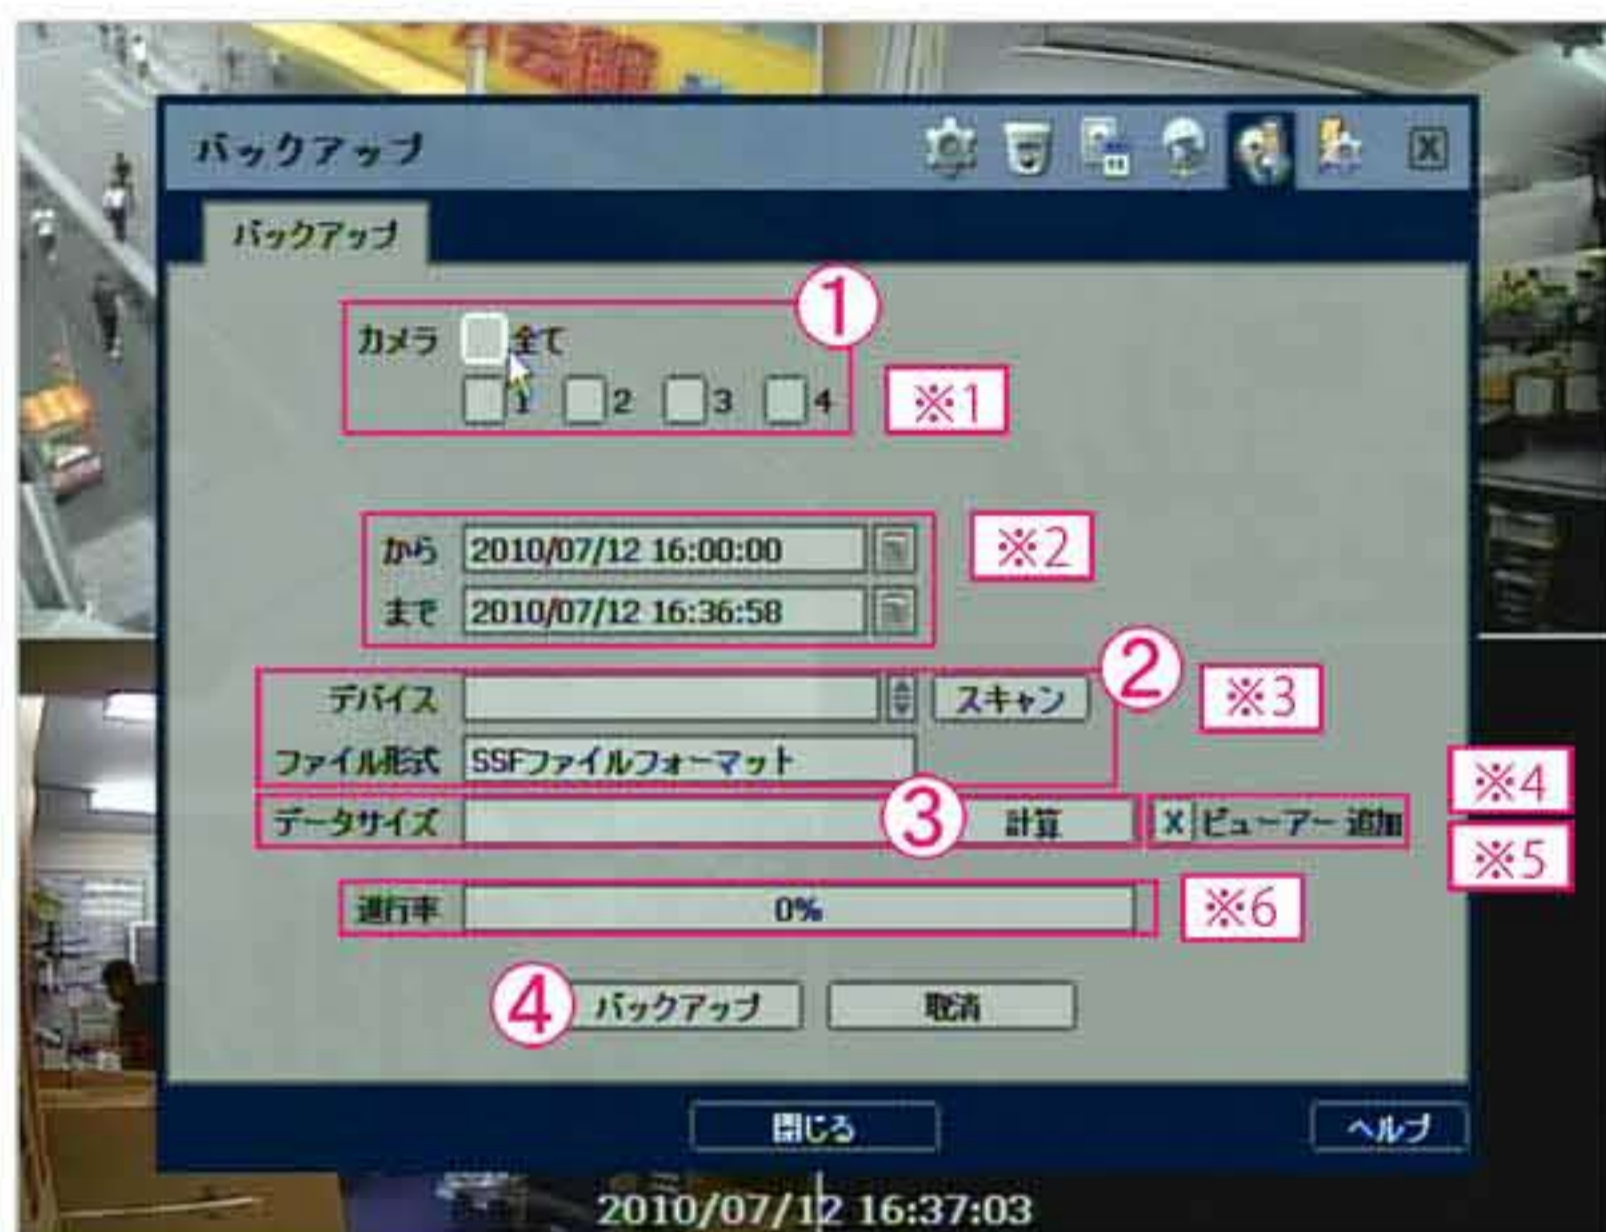 バックアップ
バックアップ
①
カメラ 全て
1 2 3 4 ※1
から 2010/07/12 16:00:00 ※2
まで 2010/07/12 16:36:58
②
デバイス スキャン ※3
ファイル形式 SSFファイルフォーマット
※4
データサイズ ③ 計算 X ビューアー 追加
※5
進行率 0% ※6
④ バックアップ 取消
閉じる ヘルプ
2010/07/12 16:37:03